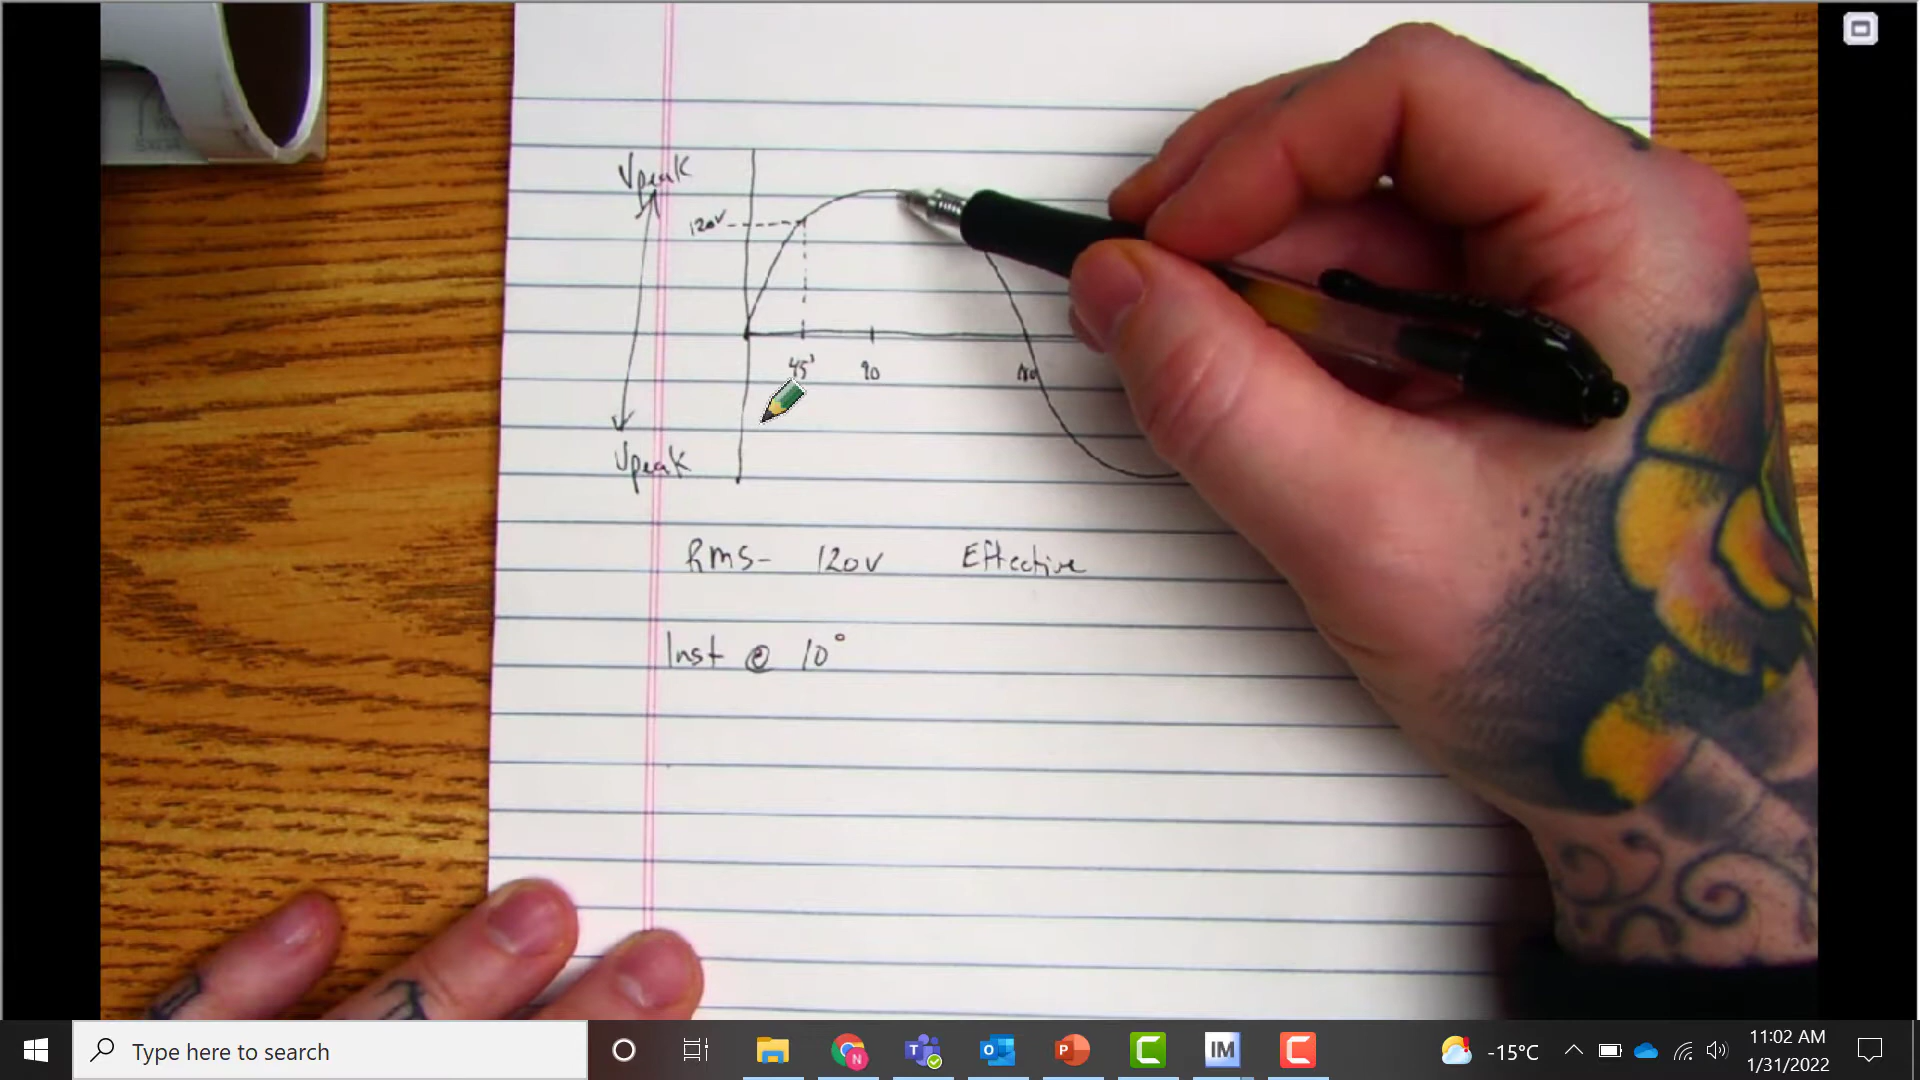 Vpeak
120V
45°
90
180
Vpeak
RMS- 120V Effective
Inst @ 10°
Type here to search
N
T
O
P
C
IM
C
-15°C
11:02 AM
1/31/2022